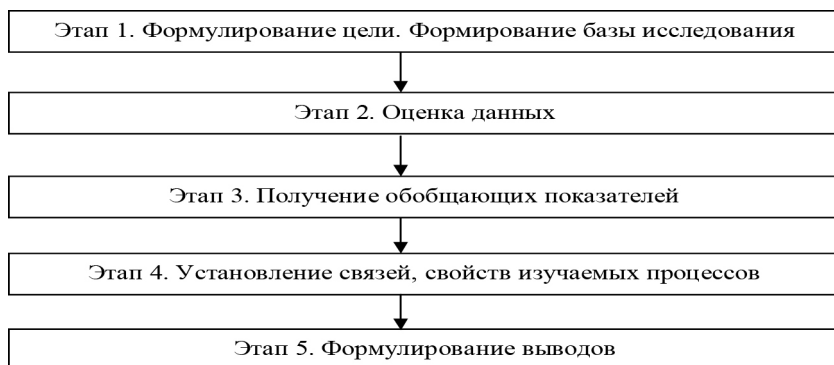 Этап 1. Формулирование цели. Формирование базы исследования
Этап 2. Оценка данных
Этап 3. Получение обобщающих показателей
Этап 4. Установление связей, свойств изучаемых процессов
Этап 5. Формулирование выводов